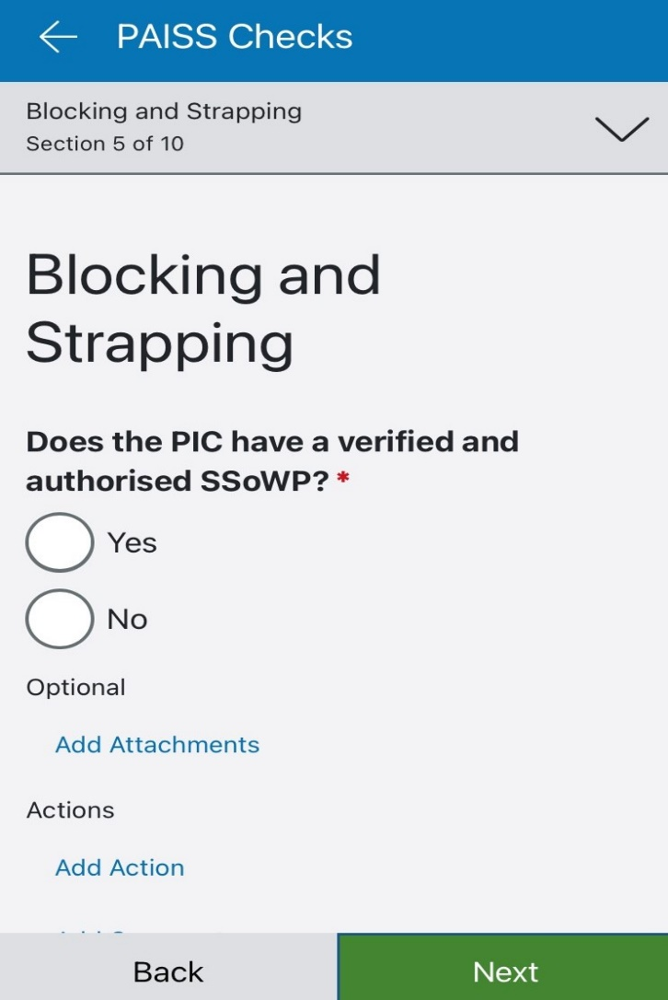 PAISS Checks
Blocking and Strapping
Section 5 of 10
Blocking and
Strapping
Does the PIC have a verified and
authorised SSoWP? *
Yes
No
Optional
Add Attachments
Actions
Add Action
Back
Next